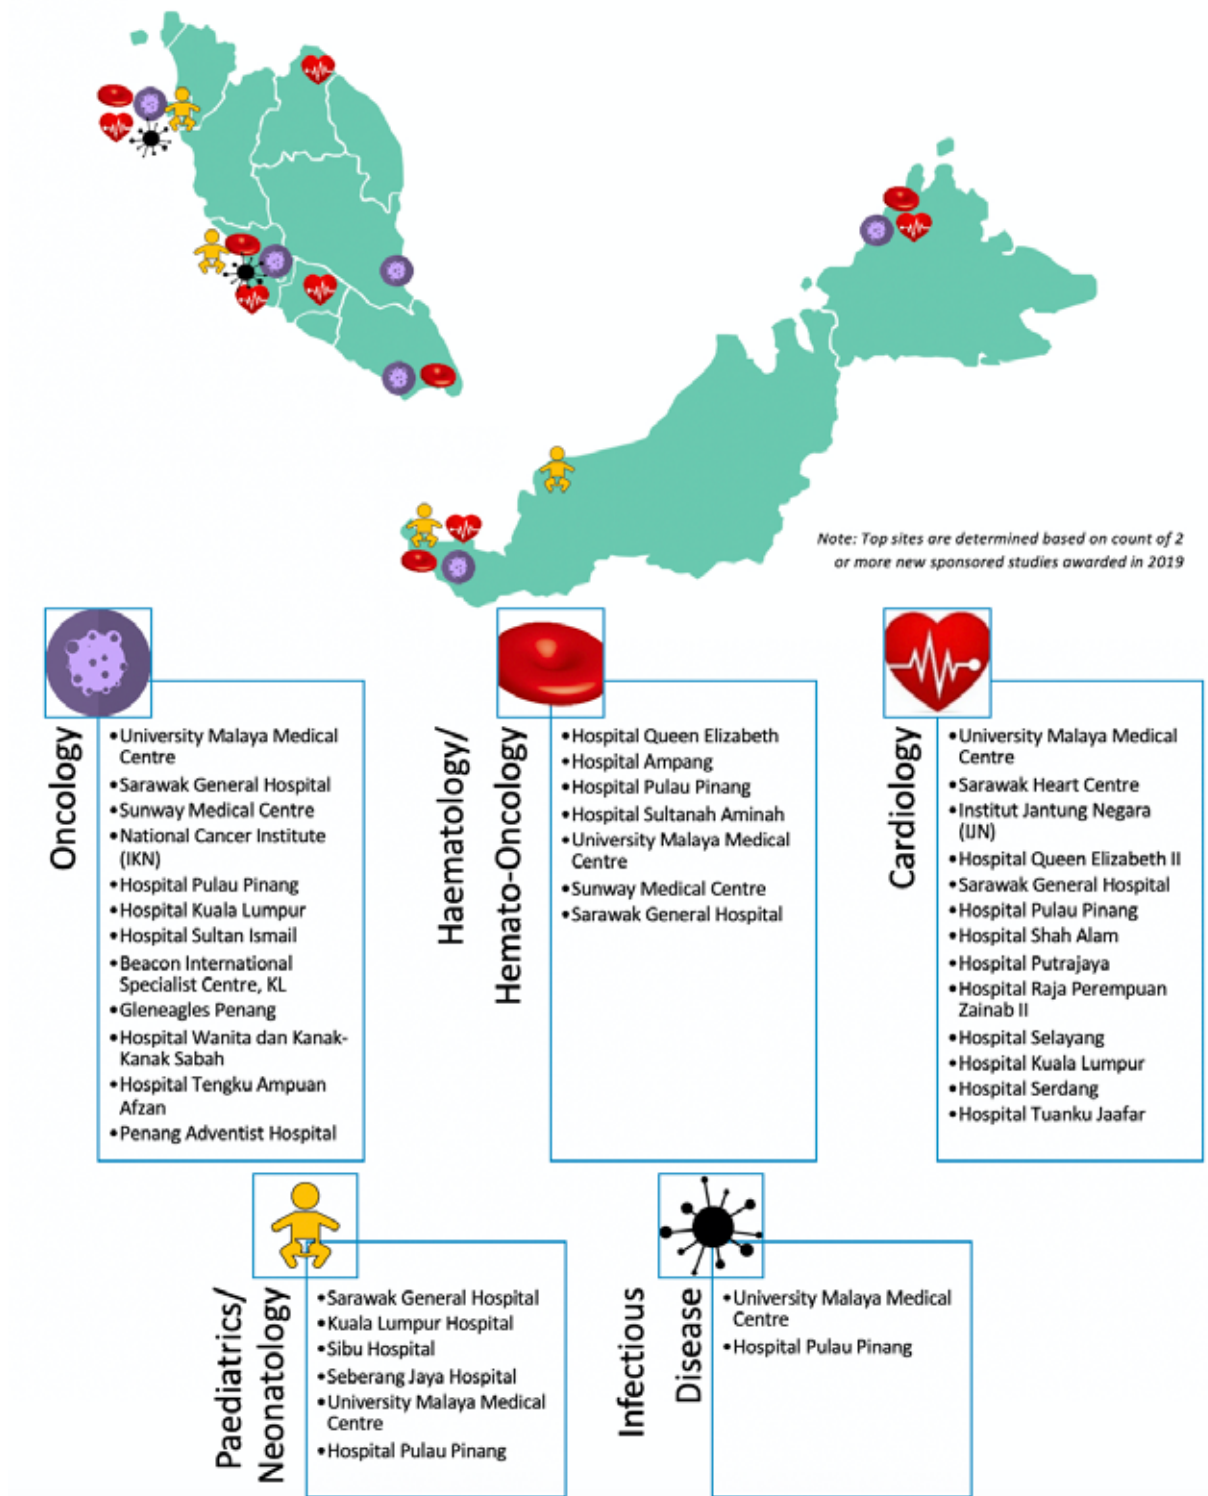 Note: Top sites are determined based on count of 2
or more new sponsored studies awarded in 2019
Oncology
•University Malaya Medical
Centre
•Sarawak General Hospital
•Sunway Medical Centre
•National Cancer Institute
(IKN)
•Hospital Pulau Pinang
•Hospital Kuala Lumpur
•Hospital Sultan Ismail
•Beacon International
Specialist Centre, KL
•Gleneagles Penang
•Hospital Wanita dan Kanak-
Kanak Sabah
•Hospital Tengku Ampuan
Afzan
•Penang Adventist Hospital
Haematology/
Hemato-Oncology
•Hospital Queen Elizabeth
•Hospital Ampang
•Hospital Pulau Pinang
•Hospital Sultanah Aminah
•University Malaya Medical
Centre
•Sunway Medical Centre
•Sarawak General Hospital
Cardiology
•University Malaya Medical
Centre
•Sarawak Heart Centre
•Institut Jantung Negara
(IJN)
•Hospital Queen Elizabeth II
•Sarawak General Hospital
•Hospital Pulau Pinang
•Hospital Shah Alam
•Hospital Putrajaya
•Hospital Raja Perempuan
Zainab II
•Hospital Selayang
•Hospital Kuala Lumpur
•Hospital Serdang
•Hospital Tuanku Jaafar
Paediatrics/
Neonatology
•Sarawak General Hospital
•Kuala Lumpur Hospital
•Sibu Hospital
•Seberang Jaya Hospital
•University Malaya Medical
Centre
•Hospital Pulau Pinang
Infectious
Disease
•University Malaya Medical
Centre
•Hospital Pulau Pinang